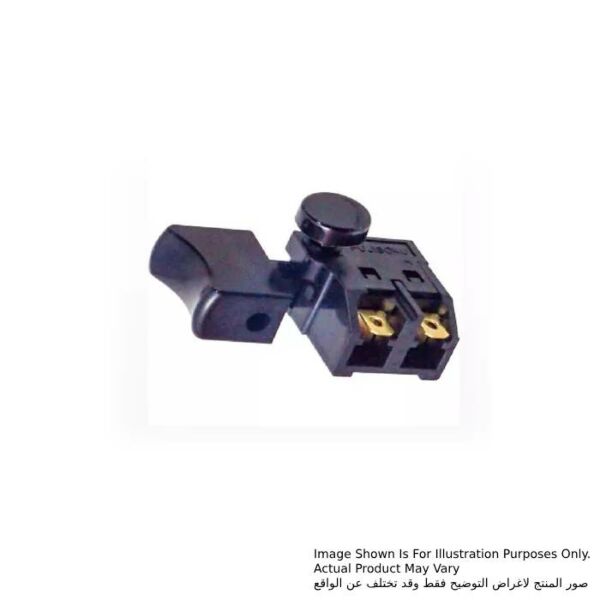 Image Shown Is For Illustration Purposes Only.
Actual Product May Vary
صور المنتج لاغراض التوضيح فقط وقد تختلف عن الواقع